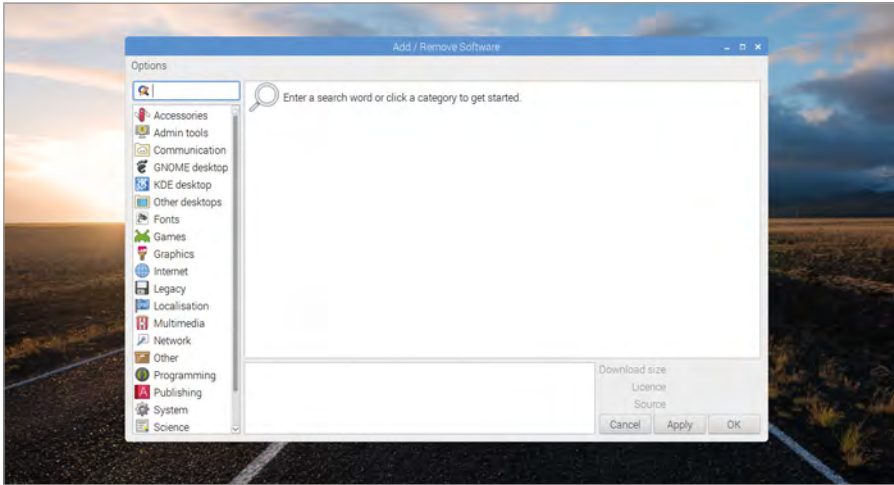 Add / Remove Software
Options
Enter a search word or click a category to get started.
Accessories
Admin tools
Communication
GNOME desktop
KDE desktop
Other desktops
Fonts
Games
Graphics
Internet
Legacy
Localisation
Multimedia
Network
Other
Programming
Publishing
System
Science
Download size
Licence
Source
Cancel Apply OK